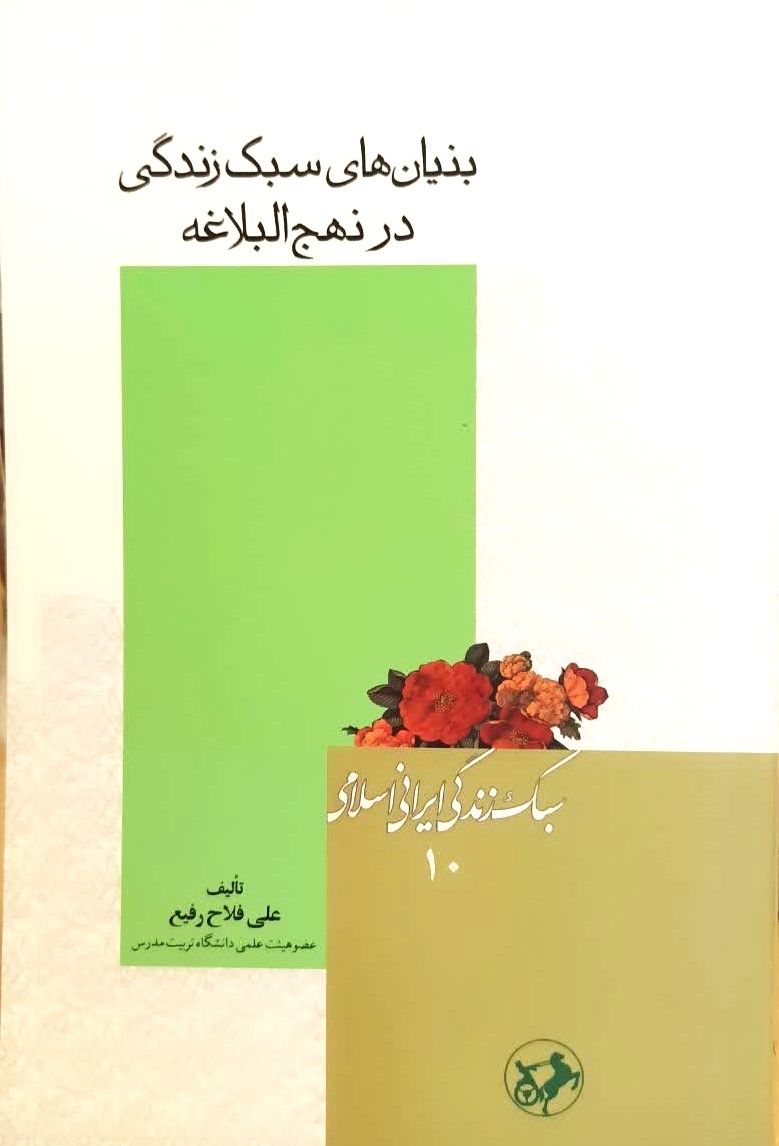 بنیان‌های سبک زندگی
در نهج‌البلاغه
سبک زندگی ایرانی اسلامی
۱۰
تألیف
علی فلاح رفیع
عضو هیئت علمی دانشگاه تربیت مدرس